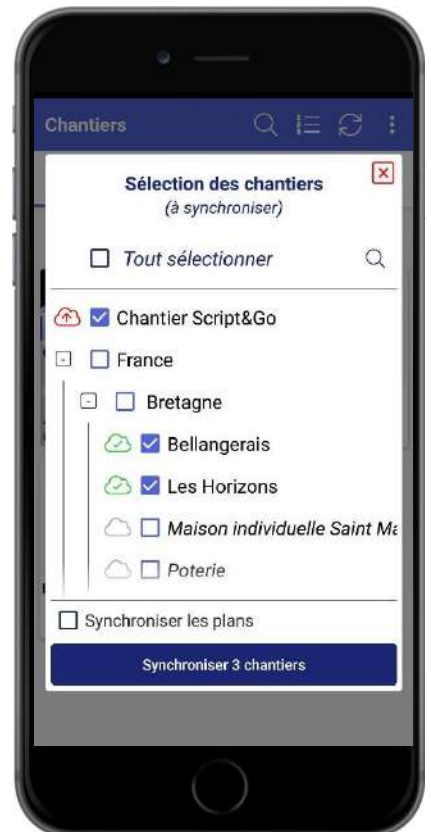 Chantiers
Sélection des chantiers
(à synchroniser)
Tout sélectionner
Chantier Script&Go
France
Bretagne
Bellangerais
Les Horizons
Maison individuelle Saint Ma
Poterie
Synchroniser les plans
Synchroniser 3 chantiers